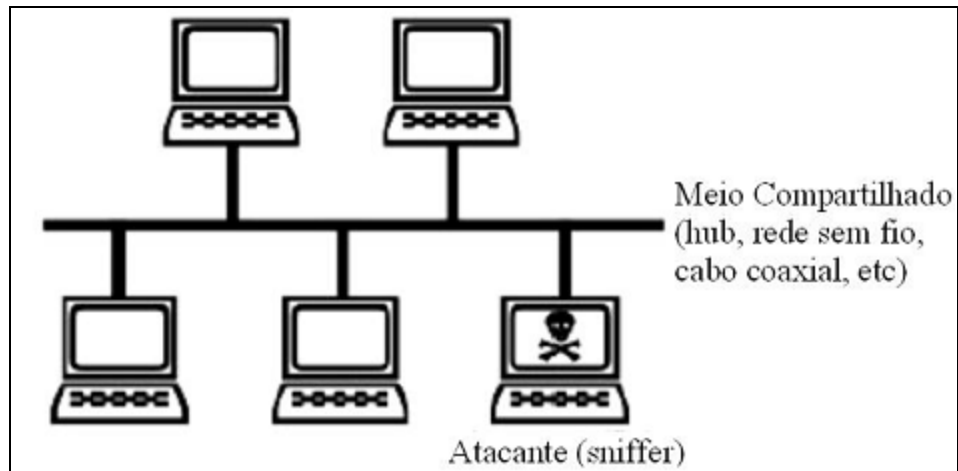 Meio Compartilhado
(hub, rede sem fio,
cabo coaxial, etc)
Atacante (sniffer)